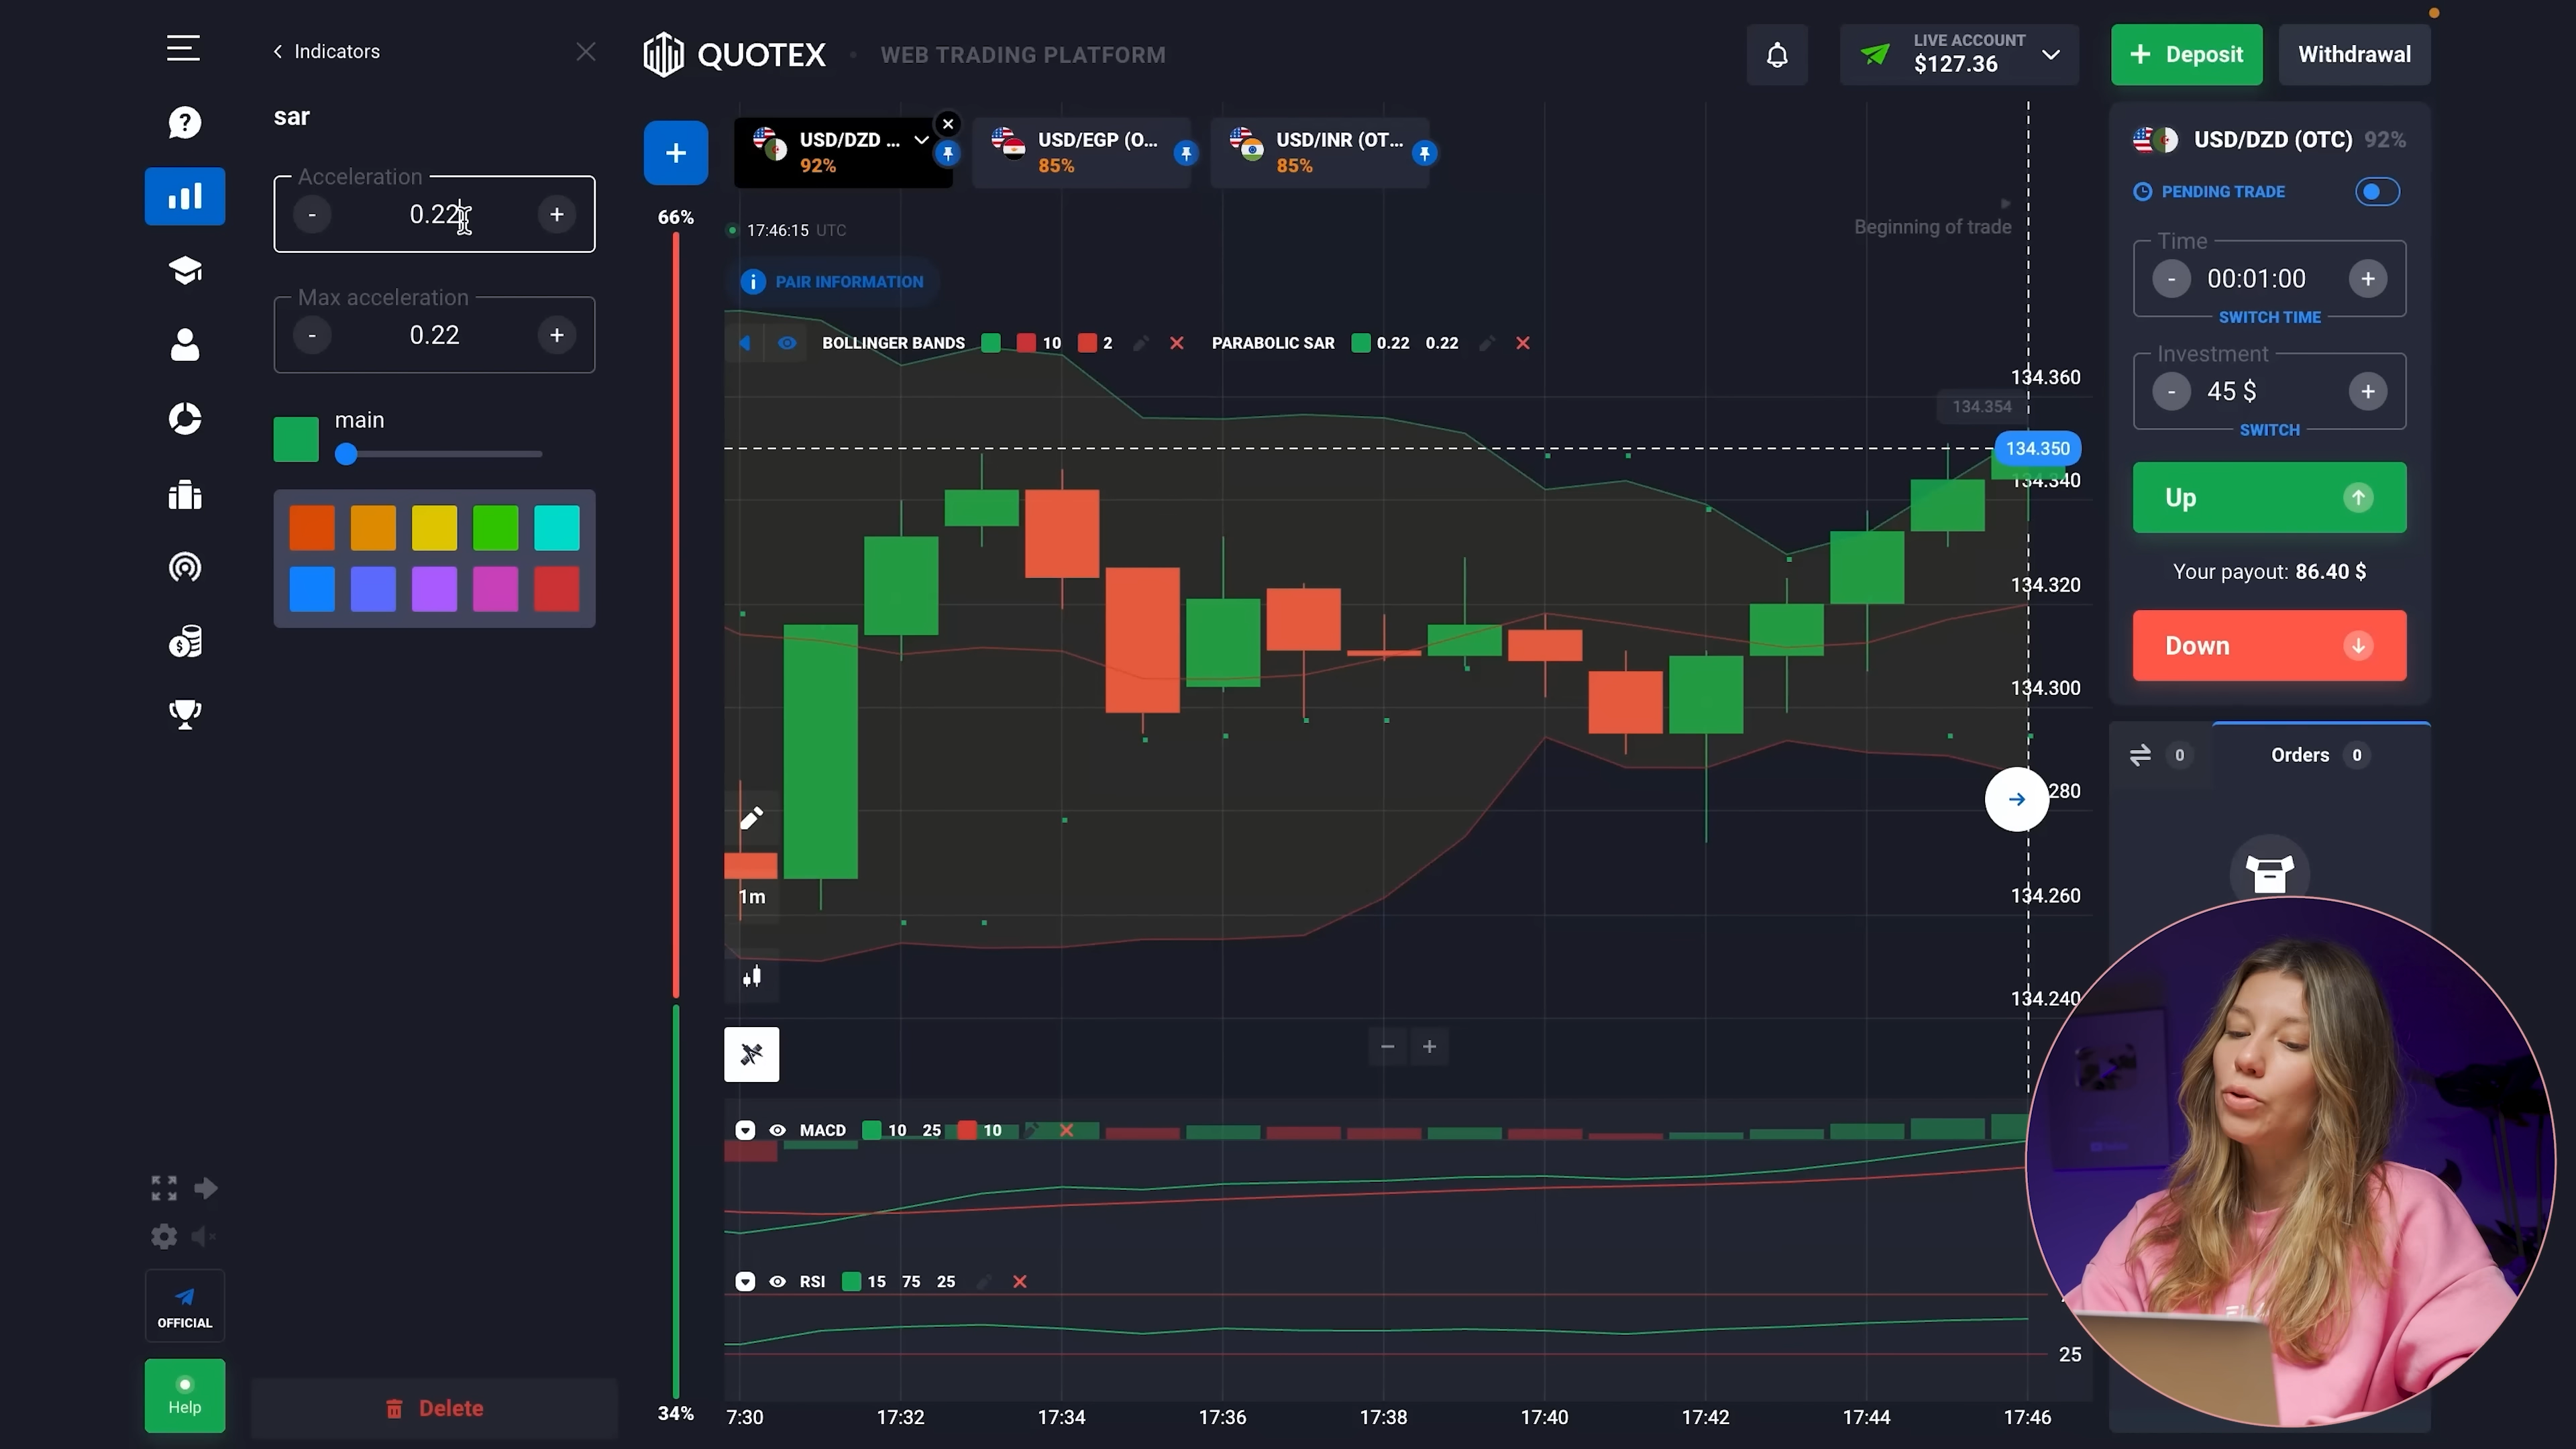 Indicators
sar
Acceleration
- 0.22 +
Max acceleration
- 0.22 +
main
OFFICIAL
Help
Delete
QUOTEX • WEB TRADING PLATFORM
LIVE ACCOUNT
$127.36
+ Deposit
Withdrawal
+
USD/DZD ...
92%
USD/EGP (O...
85%
USD/INR (OT...
85%
66%
17:46:15 UTC
Beginning of trade
PAIR INFORMATION
BOLLINGER BANDS 10 2 PARABOLIC SAR 0.22 0.22
134.360
134.354
134.350
134.340
134.320
134.300
280
134.260
134.240
1m
- +
MACD 10 25 10
RSI 15 75 25
25
34%
7:30 17:32 17:34 17:36 17:38 17:40 17:42 17:44 17:46
USD/DZD (OTC) 92%
PENDING TRADE
Time
- 00:01:00 +
SWITCH TIME
Investment
- 45 $ +
SWITCH
Up
Your payout: 86.40 $
Down
0
Orders 0